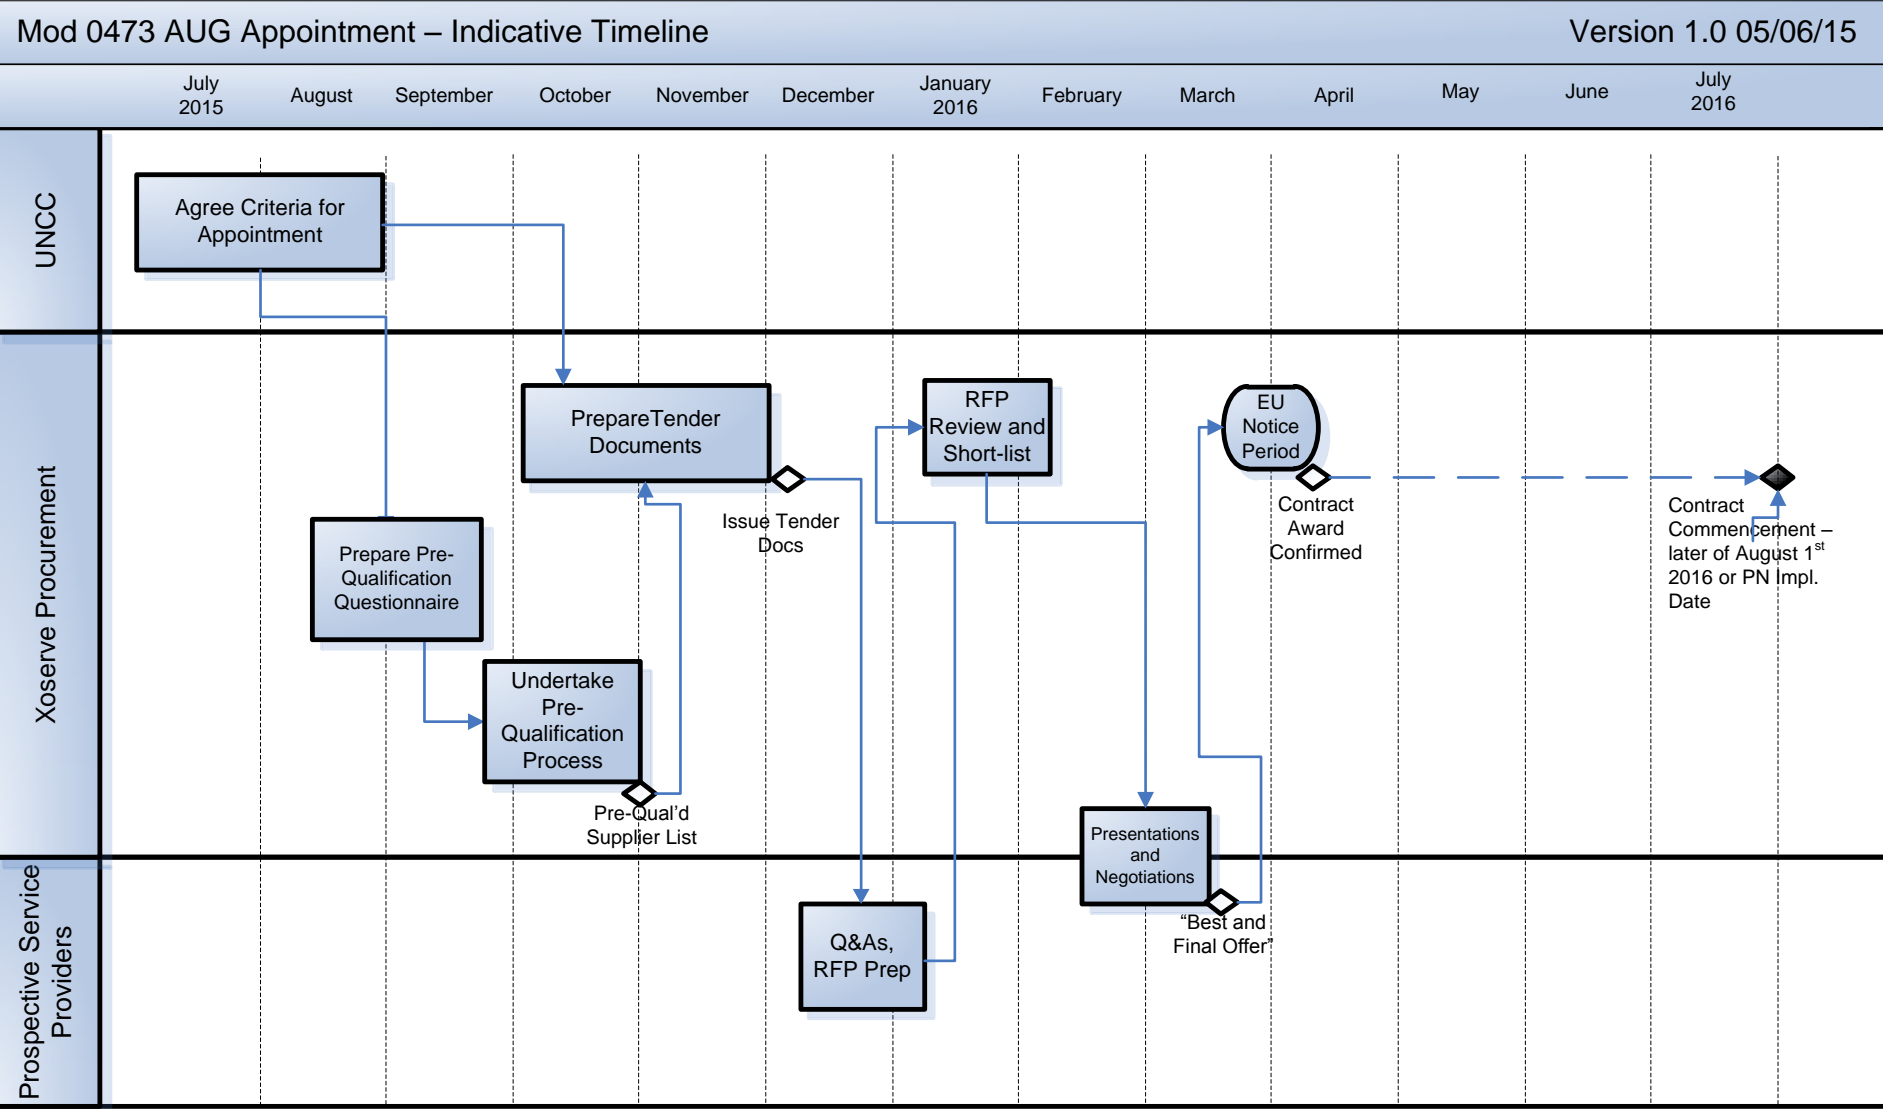 Mod 0473 AUG Appointment – Indicative Timeline
Version 1.0 05/06/15
July
2015
August
September
October
November
December
January
2016
February
March
April
May
June
July
2016
UNCC
Agree Criteria for
Appointment
Xoserve Procurement
PrepareTender
Documents
Issue Tender
Docs
RFP
Review and
Short-list
EU
Notice
Period
Contract
Award
Confirmed
Contract
Commencement –
later of August 1st
2016 or PN Impl.
Date
Prepare Pre-
Qualification
Questionnaire
Undertake
Pre-
Qualification
Process
Pre-Qual’d
Supplier List
Presentations
and
Negotiations
“Best and
Final Offer”
Prospective Service
Providers
Q&As,
RFP Prep